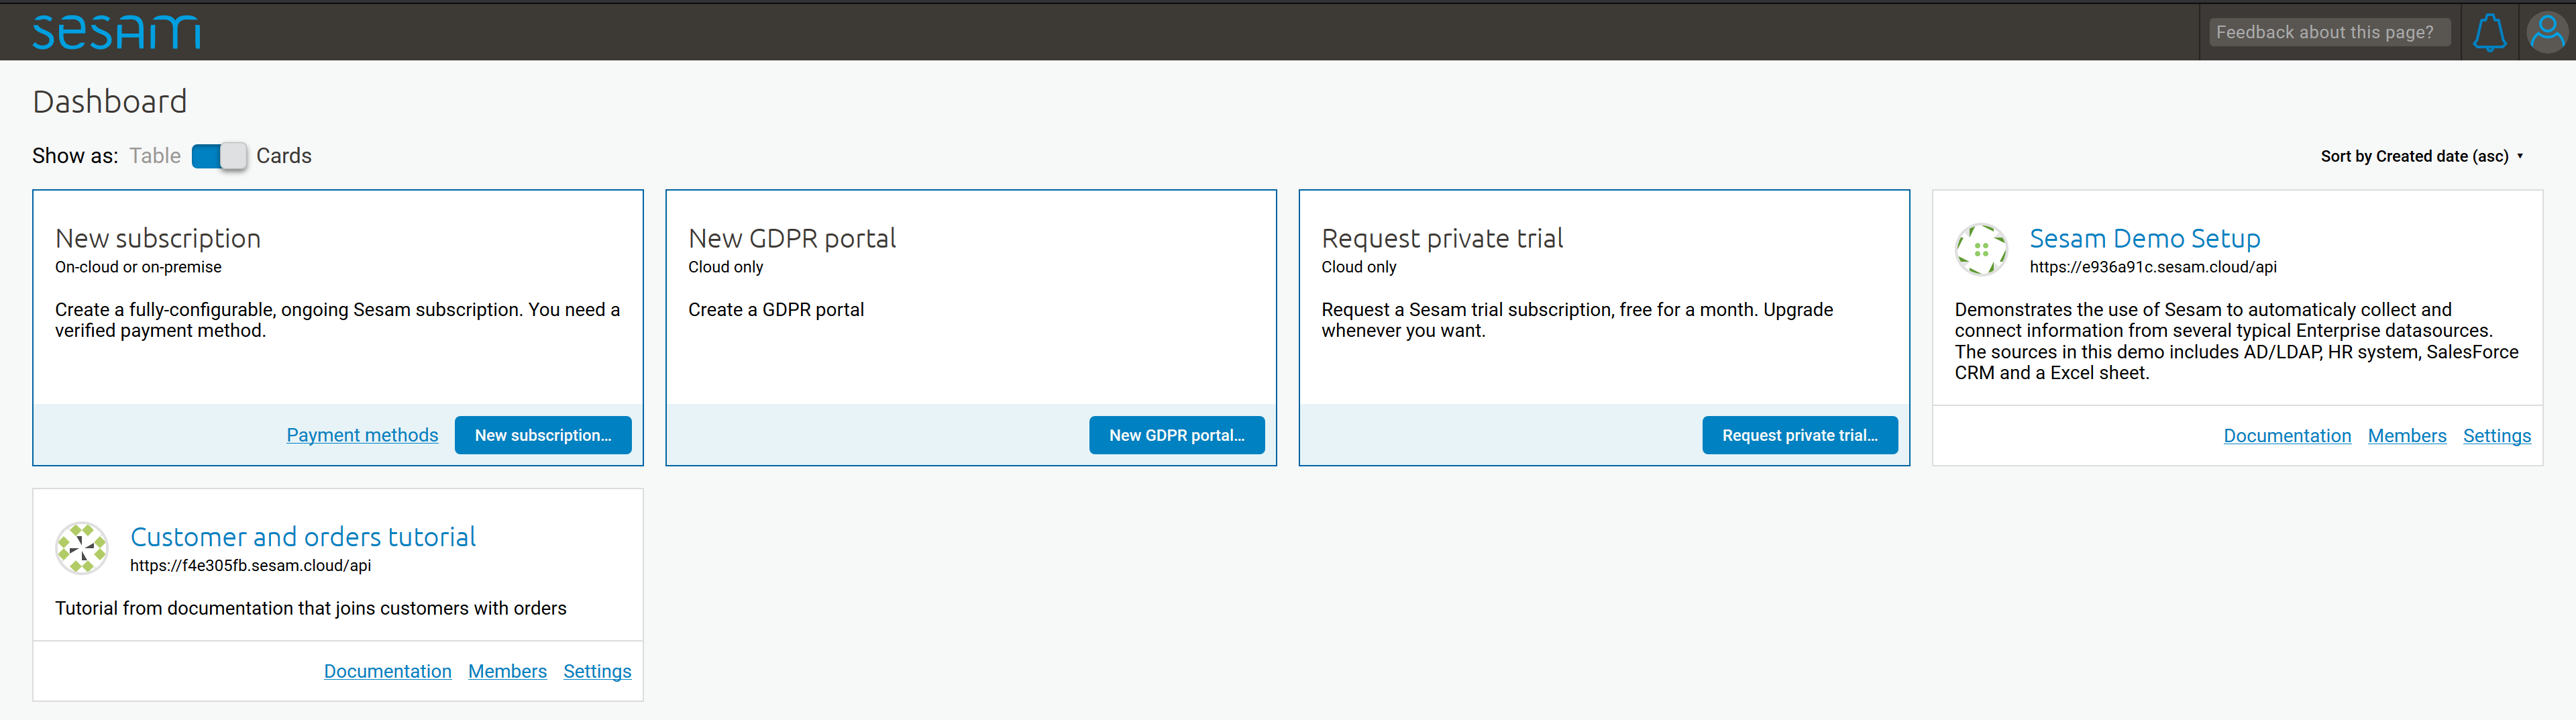 sesam
Feedback about this page?
Dashboard
Show as: Table Cards
Sort by Created date (asc)
New subscription
On-cloud or on-premise
Create a fully-configurable, ongoing Sesam subscription. You need a
verified payment method.
Payment methods
New subscription...
New GDPR portal
Cloud only
Create a GDPR portal
New GDPR portal...
Request private trial
Cloud only
Request a Sesam trial subscription, free for a month. Upgrade
whenever you want.
Request private trial...
Sesam Demo Setup
https://e936a91c.sesam.cloud/api
Demonstrates the use of Sesam to automaticaly collect and
connect information from several typical Enterprise datasources.
The sources in this demo includes AD/LDAP, HR system, SalesForce
CRM and a Excel sheet.
Documentation Members Settings
Customer and orders tutorial
https://f4e305fb.sesam.cloud/api
Tutorial from documentation that joins customers with orders
Documentation Members Settings